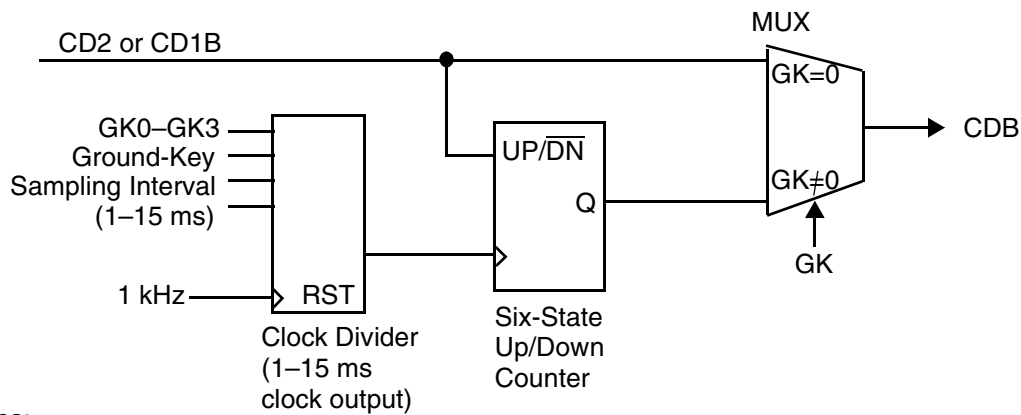 MUX
CD2 or CD1B
GK=0
GK0–GK3
Ground-Key
Sampling Interval
(1–15 ms)
UP/DN
CDB
GK≠0
Q
GK
1 kHz
RST
Clock Divider
(1–15 ms
clock output)
Six-State
Up/Down
Counter